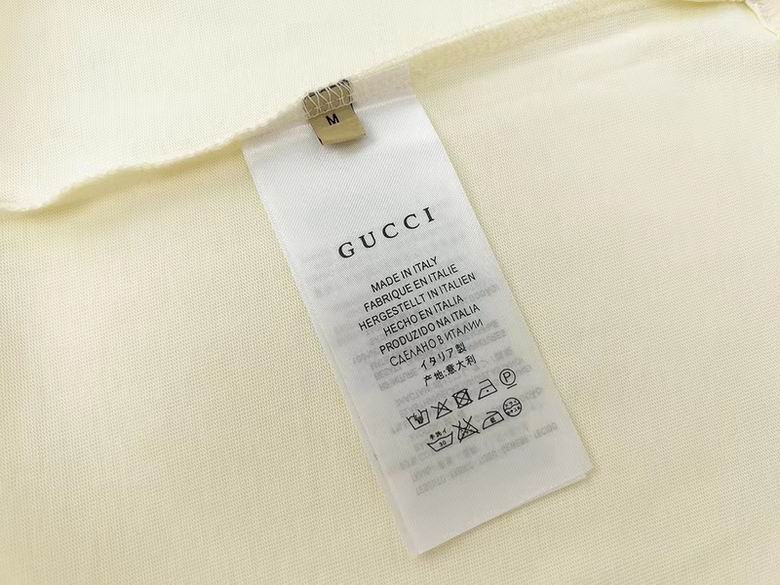 M
GUCCI
MADE IN ITALY
FABRIQUE EN ITALIE
HERGESTELLT IN ITALIEN
HECHO EN ITALIA
PRODUZIDO NA ITALIA
СДЕЛАНО В ИТАЛИИ
イタリア製
产地:意大利
P
30